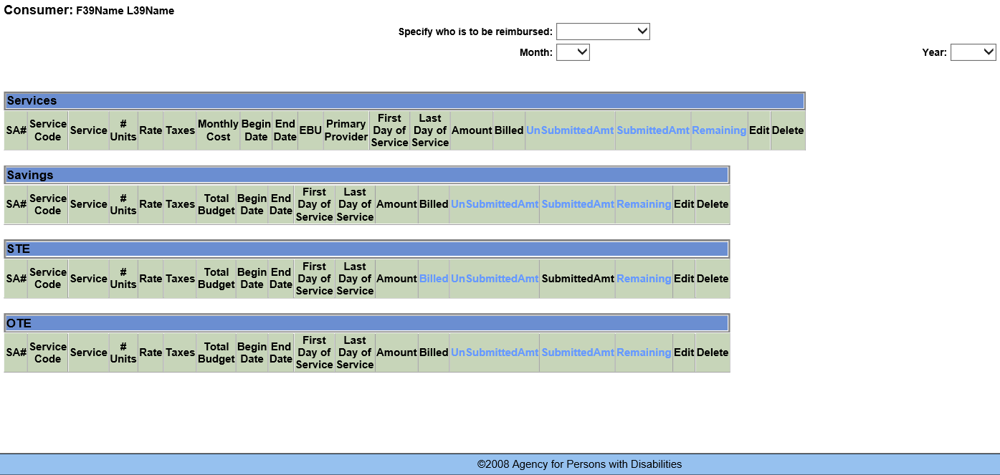 Consumer: F39Name L39Name
Specify who is to be reimbursed:
Month: Year:
Services
SA# Service Code Service # Units Rate Taxes Monthly Cost Begin Date End Date EBU Primary Provider First Day of Service Last Day of Service Amount Billed UnSubmittedAmt SubmittedAmt Remaining Edit Delete
Savings
SA# Service Code Service # Units Rate Taxes Total Budget Begin Date End Date First Day of Service Last Day of Service Amount Billed UnSubmittedAmt SubmittedAmt Remaining Edit Delete
STE
SA# Service Code Service # Units Rate Taxes Total Budget Begin Date End Date First Day of Service Last Day of Service Amount Billed UnSubmittedAmt SubmittedAmt Remaining Edit Delete
OTE
SA# Service Code Service # Units Rate Taxes Total Budget Begin Date End Date First Day of Service Last Day of Service Amount Billed UnSubmittedAmt SubmittedAmt Remaining Edit Delete
©2008 Agency for Persons with Disabilities